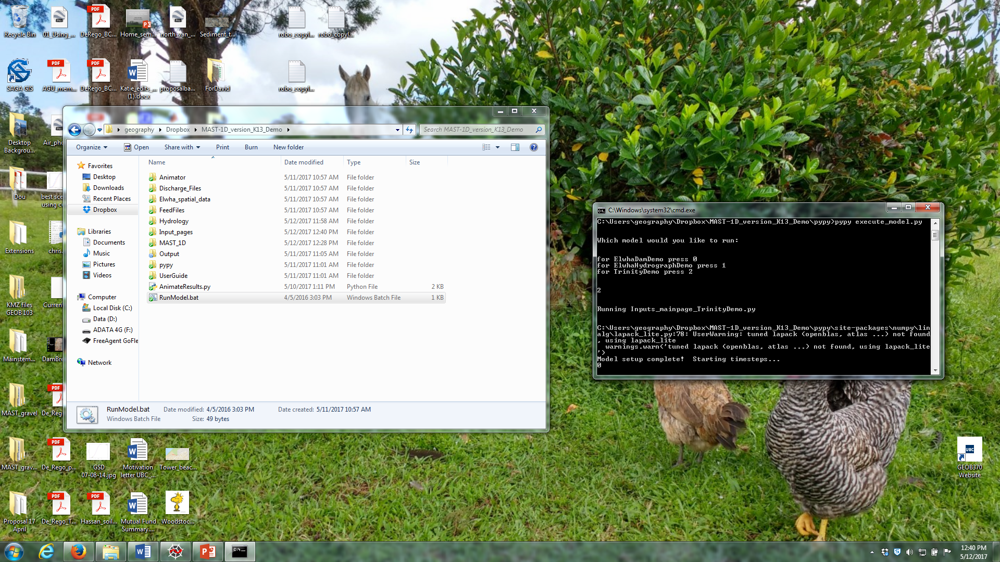 Recycle Bin
01_Using_...
PDF
DeRego_BC...
Home_sem...
north_van_...
Sediment_t...
robo_copyl...
robo_copyl...
SAGA GIS
PDF
AGU_mem...
PDF
DeRego_BC...
Katie_edits_...
(1).docx
proposalba...
ForDavid
robo_copyl...
Desktop
Backgrou...
Air_pho
Dou
best sce
using c
Extensions
chris.
KMZ files
GEOB 103
Current
Mainstem...
DamBre
MAST_gravel
PDF
De_Reg
MAST_grav...
PDF
De_Rego_p...
GSD
07-08-14.jpg
Motivation
letter UBC_...
Tower_beac...
Proposal 17
April
PDF
De_Rego_T...
PDF
Hassan_soil...
Mutual Fund
Summary....
Woodstoc...
UBC
GEOB370
Website
geography
Dropbox
MAST-1D_version_K13_Demo
Search MAST-1D_version_K13_Demo
Organize
Open
Share with
Print
Burn
New folder
Favorites
Desktop
Downloads
Recent Places
Dropbox
Libraries
Documents
Music
Pictures
Videos
Computer
Local Disk (C:)
Data (D:)
ADATA 4G (F:)
FreeAgent GoFle
Network
Name Date modified Type Size
Animator 5/11/2017 10:57 AM File folder
Discharge_Files 5/11/2017 10:57 AM File folder
Elwha_spatial_data 5/11/2017 10:57 AM File folder
FeedFiles 5/11/2017 10:57 AM File folder
Hydrology 5/12/2017 11:58 AM File folder
Input_pages 5/12/2017 12:40 PM File folder
MAST_1D 5/12/2017 12:28 PM File folder
Output 5/11/2017 11:05 AM File folder
pypy 5/11/2017 11:01 AM File folder
UserGuide 5/11/2017 11:01 AM File folder
AnimateResults.py 5/10/2017 1:11 PM Python File 2 KB
RunModel.bat 4/5/2016 3:03 PM Windows Batch File 1 KB
RunModel.bat Date modified: 4/5/2016 3:03 PM Date created: 5/11/2017 10:57 AM
Windows Batch File Size: 49 bytes
C:\Windows\system32\cmd.exe
C:\Users\geography\Dropbox\MAST-1D_version_K13_Demo\pypy>pypy execute_model.py
Which model would you like to run:
for ElwhaDamDemo press 0
for ElwhaHydrographDemo press 1
for TrinityDemo press 2
2
Running Inputs_mainpage_TrinityDemo.py
C:\Users\geography\Dropbox\MAST-1D_version_K13_Demo\pypy\site-packages\numpy\lin
alg\lapack_lite.py:78: UserWarning: tuned lapack (openblas, atlas ...) not found
, using lapack_lite
warnings.warn('tuned lapack (openblas, atlas ...) not found, using lapack_lite
')
Model setup complete!  Starting timesteps...
0
12:40 PM
5/12/2017